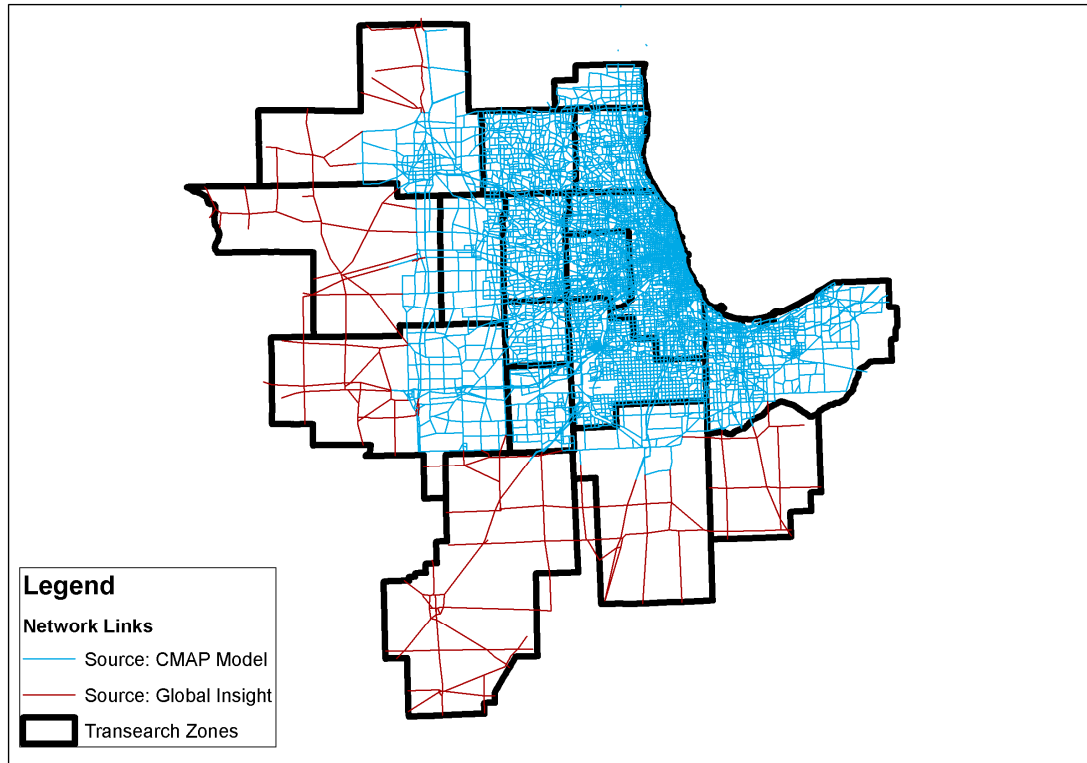 Legend
Network Links
Source: CMAP Model
Source: Global Insight
Transearch Zones